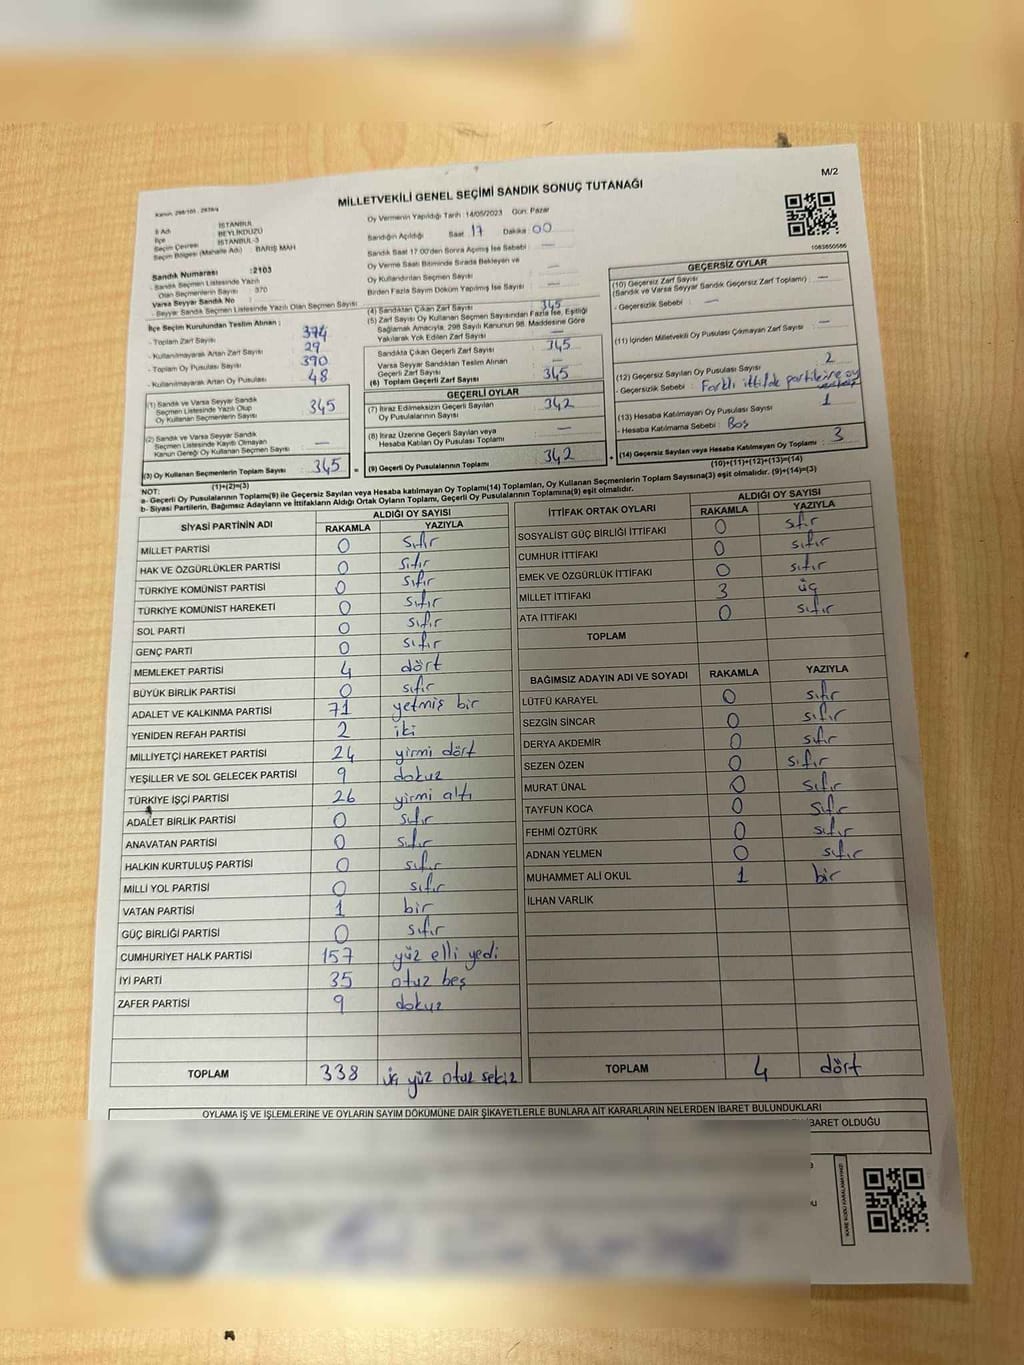 M/2
MİLLETVEKİLİ GENEL SEÇİMİ SANDIK SONUÇ TUTANAĞI
Oy Vermenin Yapıldığı Tarih : 14/05/2023 Gün: Pazar
Sandığın Açıldığı Saat 17 Dakika 00
Sandık Saat 17.00'den Sonra Açılmış İse Sebebi : —
Oy Verme Saati Bitiminde Sırada Bekleyen ve
Oy Kullandırılan Seçmen Sayısı : —
Birden Fazla Sayım Döküm Yapılmış İse Sayısı : —
İl Adı : İSTANBUL
İlçe : BEYLİKDÜZÜ
Seçim Çevresi : İSTANBUL-3
Seçim Bölgesi (Mahalle Adı) : BARIŞ MAH
Sandık Numarası :2103
- Sandık Seçmen Listesinde Yazılı
Olan Seçmenlerin Sayısı : 370
Varsa Seyyar Sandık No :
- Seyyar Sandık Seçmen Listesinde Yazılı Olan Seçmen Sayısı :
İlçe Seçim Kurulundan Teslim Alınan :
- Toplam Zarf Sayısı : 374
- Kullanılmayarak Artan Zarf Sayısı : 29
- Toplam Oy Pusulası Sayısı : 390
- Kullanılmayarak Artan Oy Pusulası : 48
(1) Sandık ve Varsa Seyyar Sandık
Seçmen Listesinde Yazılı Olup
Oy Kullanan Seçmenlerin Sayısı : 345
(2) Sandık ve Varsa Seyyar Sandık
Seçmen Listesinde Kayıtlı Olmayan
Kanun Gereği Oy Kullanan Seçmen Sayısı : —
(3) Oy Kullanan Seçmenlerin Toplam Sayısı : 345
(1)+(2)=(3)
(4) Sandıktan Çıkan Zarf Sayısı : 345
(5) Zarf Sayısı Oy Kullanan Seçmen Sayısından Fazla İse, Eşitliği
Sağlamak Amacıyla, 298 Sayılı Kanunun 98. Maddesine Göre
Yakılarak Yok Edilen Zarf Sayısı : —
Sandıkta Çıkan Geçerli Zarf Sayısı : 345
Varsa Seyyar Sandıktan Teslim Alınan
Geçerli Zarf Sayısı : —
(6) Toplam Geçerli Zarf Sayısı : 345
GEÇERLİ OYLAR
(7) İtiraz Edilmeksizin Geçerli Sayılan
Oy Pusulalarının Sayısı : 342
(8) İtiraz Üzerine Geçerli Sayılan veya
Hesaba Katılan Oy Pusulası Toplamı : —
(9) Geçerli Oy Pusulalarının Toplamı : 342
1083650586
GEÇERSİZ OYLAR
(10) Geçersiz Zarf Sayısı
(Sandık ve Varsa Seyyar Sandık Geçersiz Zarf Toplamı) : —
- Geçersizlik Sebebi : —
(11) İçinden Milletvekili Oy Pusulası Çıkmayan Zarf Sayısı : —
(12) Geçersiz Sayılan Oy Pusulası Sayısı : 2
- Geçersizlik Sebebi : Farklı ittifak partilerine oy
(13) Hesaba Katılmayan Oy Pusulası Sayısı : 1
- Hesaba Katılmama Sebebi : Boş
(14) Geçersiz Sayılan veya Hesaba Katılmayan Oy Toplamı : 3
(10)+(11)+(12)+(13)=(14)
NOT:
a- Geçerli Oy Pusulalarının Toplamı(9) ile Geçersiz Sayılan veya Hesaba katılmayan Oy Toplamı(14) Toplamları, Oy Kullanan Seçmenlerin Toplam Sayısına(3) eşit olmalıdır. (9)+(14)=(3)
b- Siyasi Partilerin, Bağımsız Adayların ve İttifakların Aldığı Ortak Oyların Toplamı, Geçerli Oy Pusulalarının Toplamına(9) eşit olmalıdır.
SİYASİ PARTİNİN ADI ALDIĞI OY SAYISI
RAKAMLA YAZIYLA
MİLLET PARTİSİ 0 sıfır
HAK VE ÖZGÜRLÜKLER PARTİSİ 0 sıfır
TÜRKİYE KOMÜNİST PARTİSİ 0 sıfır
TÜRKİYE KOMÜNİST HAREKETİ 0 sıfır
SOL PARTİ 0 sıfır
GENÇ PARTİ 0 sıfır
MEMLEKET PARTİSİ 4 dört
BÜYÜK BİRLİK PARTİSİ 0 sıfır
ADALET VE KALKINMA PARTİSİ 71 yetmiş bir
YENİDEN REFAH PARTİSİ 2 iki
MİLLİYETÇİ HAREKET PARTİSİ 24 yirmi dört
YEŞİLLER VE SOL GELECEK PARTİSİ 9 dokuz
TÜRKİYE İŞÇİ PARTİSİ 26 yirmi altı
ADALET BİRLİK PARTİSİ 0 sıfır
ANAVATAN PARTİSİ 0 sıfır
HALKIN KURTULUŞ PARTİSİ 0 sıfır
MİLLİ YOL PARTİSİ 0 sıfır
VATAN PARTİSİ 1 bir
GÜÇ BİRLİĞİ PARTİSİ 0 sıfır
CUMHURİYET HALK PARTİSİ 157 yüz elli yedi
İYİ PARTİ 35 otuz beş
ZAFER PARTİSİ 9 dokuz
TOPLAM 338 üç yüz otuz sekiz
İTTİFAK ORTAK OYLARI ALDIĞI OY SAYISI
RAKAMLA YAZIYLA
SOSYALİST GÜÇ BİRLİĞİ İTTİFAKI 0 sıfır
CUMHUR İTTİFAKI 0 sıfır
EMEK VE ÖZGÜRLÜK İTTİFAKI 0 sıfır
MİLLET İTTİFAKI 3 üç
ATA İTTİFAKI 0 sıfır
TOPLAM
BAĞIMSIZ ADAYIN ADI VE SOYADI RAKAMLA YAZIYLA
LÜTFÜ KARAYEL 0 sıfır
SEZGİN SİNCAR 0 sıfır
DERYA AKDEMİR 0 sıfır
SEZEN ÖZEN 0 sıfır
MURAT ÜNAL 0 sıfır
TAYFUN KOCA 0 sıfır
FEHMİ ÖZTÜRK 0 sıfır
ADNAN YELMEN 0 sıfır
MUHAMMET ALİ OKUL 1 bir
İLHAN VARLIK
TOPLAM 4 dört
OYLAMA İŞ VE İŞLEMLERİNE VE OYLARIN SAYIM DÖKÜMÜNE DAİR ŞİKAYETLERLE BUNLARA AİT KARARLARIN NELERDEN İBARET BULUNDUKLARI
İBARET OLDUĞU
KARE KODU KARALAMAYINIZ!